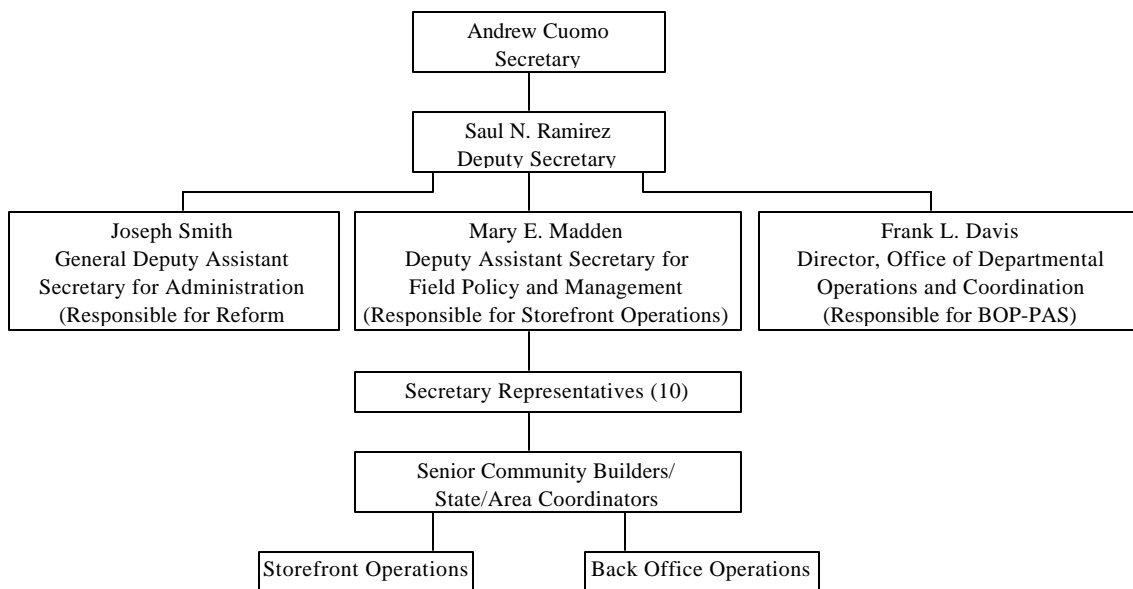 Andrew Cuomo
Secretary
Saul N. Ramirez
Deputy Secretary
Joseph Smith
General Deputy Assistant
Secretary for Administration
(Responsible for Reform
Mary E. Madden
Deputy Assistant Secretary for
Field Policy and Management
(Responsible for Storefront Operations)
Frank L. Davis
Director, Office of Departmental
Operations and Coordination
(Responsible for BOP-PAS)
Secretary Representatives (10)
Senior Community Builders/
State/Area Coordinators
Storefront Operations
Back Office Operations